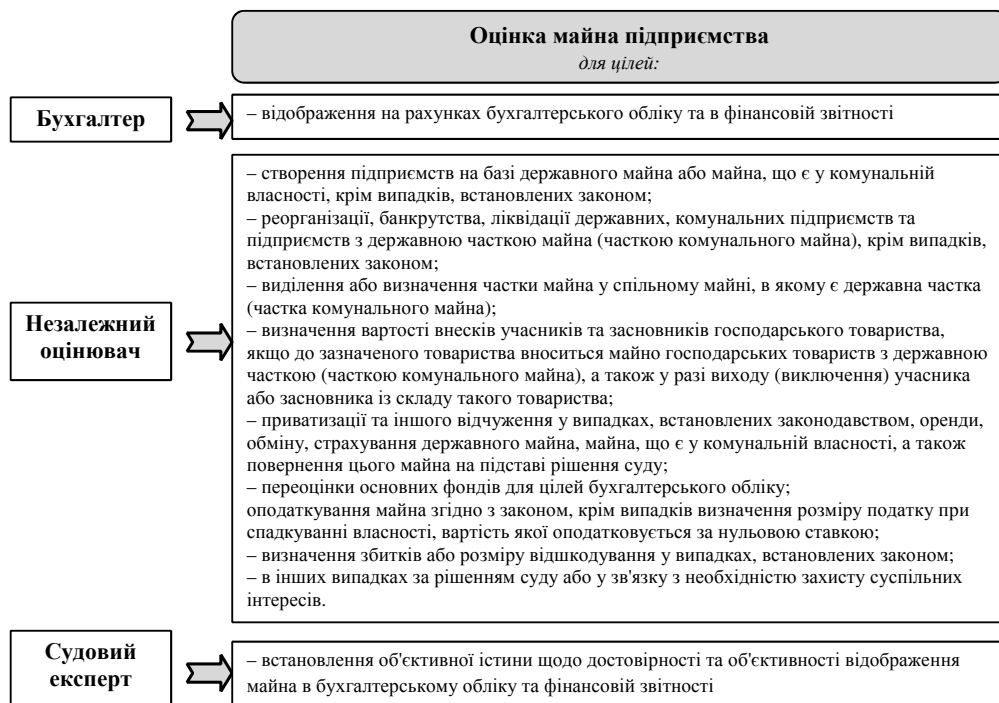 Оцінка майна підприємства
для цілей:
Бухгалтер
– відображення на рахунках бухгалтерського обліку та в фінансовій звітності
Незалежний
оцінювач
– створення підприємств на базі державного майна або майна, що є у комунальній
власності, крім випадків, встановлених законом;
– реорганізації, банкрутства, ліквідації державних, комунальних підприємств та
підприємств з державною часткою майна (часткою комунального майна), крім випадків,
встановлених законом;
– виділення або визначення частки майна у спільному майні, в якому є державна частка
(частка комунального майна);
– визначення вартості внесків учасників та засновників господарського товариства,
якщо до зазначеного товариства вноситься майно господарських товариств з державною
часткою (часткою комунального майна), а також у разі виходу (виключення) учасника
або засновника із складу такого товариства;
– приватизації та іншого відчуження у випадках, встановлених законодавством, оренди,
обміну, страхування державного майна, майна, що є у комунальній власності, а також
повернення цього майна на підставі рішення суду;
– переоцінки основних фондів для цілей бухгалтерського обліку;
оподаткування майна згідно з законом, крім випадків визначення розміру податку при
спадкуванні власності, вартість якої оподатковується за нульовою ставкою;
– визначення збитків або розміру відшкодування у випадках, встановлених законом;
– в інших випадках за рішенням суду або у зв'язку з необхідністю захисту суспільних
інтересів.
Судовий
експерт
– встановлення об'єктивної істини щодо достовірності та об'єктивності відображення
майна в бухгалтерському обліку та фінансовій звітності